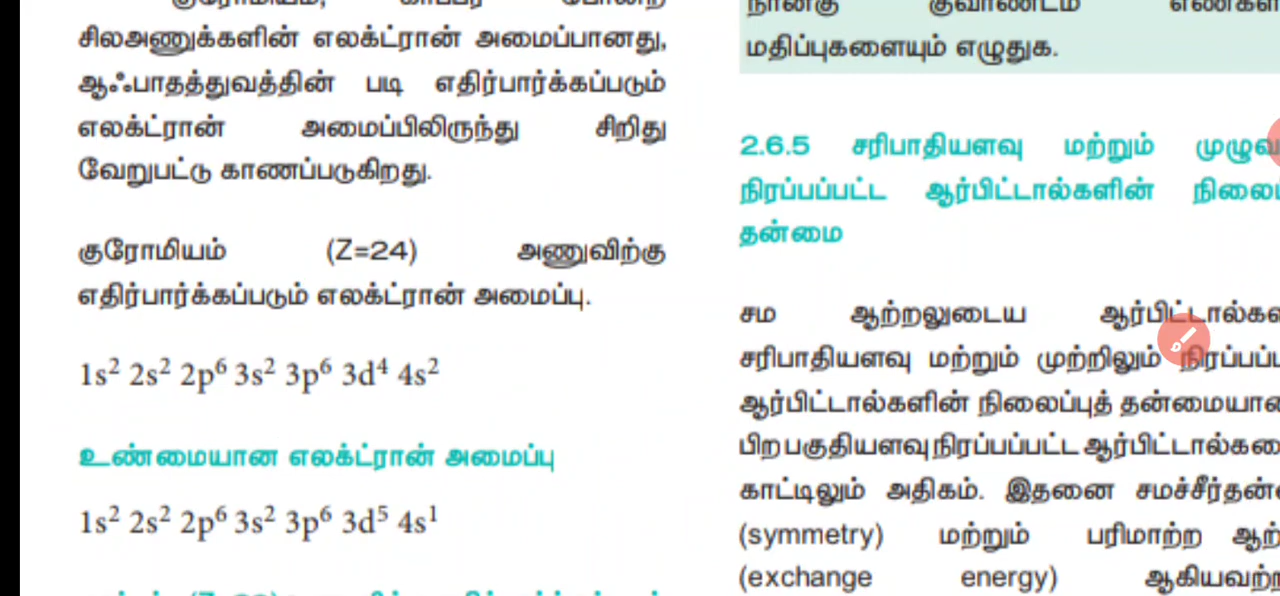 குரோமியம், காப்பர் போன்ற
சிலஅணுக்களின் எலக்ட்ரான் அமைப்பானது,
ஆஃபாதத்துவத்தின் படி எதிர்பார்க்கப்படும்
எலக்ட்ரான் அமைப்பிலிருந்து சிறிது
வேறுபட்டு காணப்படுகிறது.
குரோமியம் (Z=24) அணுவிற்கு
எதிர்பார்க்கப்படும் எலக்ட்ரான் அமைப்பு.
1s² 2s² 2p⁶ 3s² 3p⁶ 3d⁴ 4s²
உண்மையான எலக்ட்ரான் அமைப்பு
1s² 2s² 2p⁶ 3s² 3p⁶ 3d⁵ 4s¹
நான்கு குவாண்டம்
மதிப்புகளையும் எழுதுக.
2.6.5 சரிபாதியளவு மற்றும்
நிரப்பப்பட்ட ஆர்பிட்டால்களின்
தன்மை
சம ஆற்றலுடைய
சரிபாதியளவு மற்றும் முற்றிலும்
ஆர்பிட்டால்களின் நிலைப்புத்
பிற பகுதியளவு நிரப்பப்பட்ட
காட்டிலும் அதிகம். இதனை
(symmetry) மற்றும் பரிமாற்ற
(exchange energy)